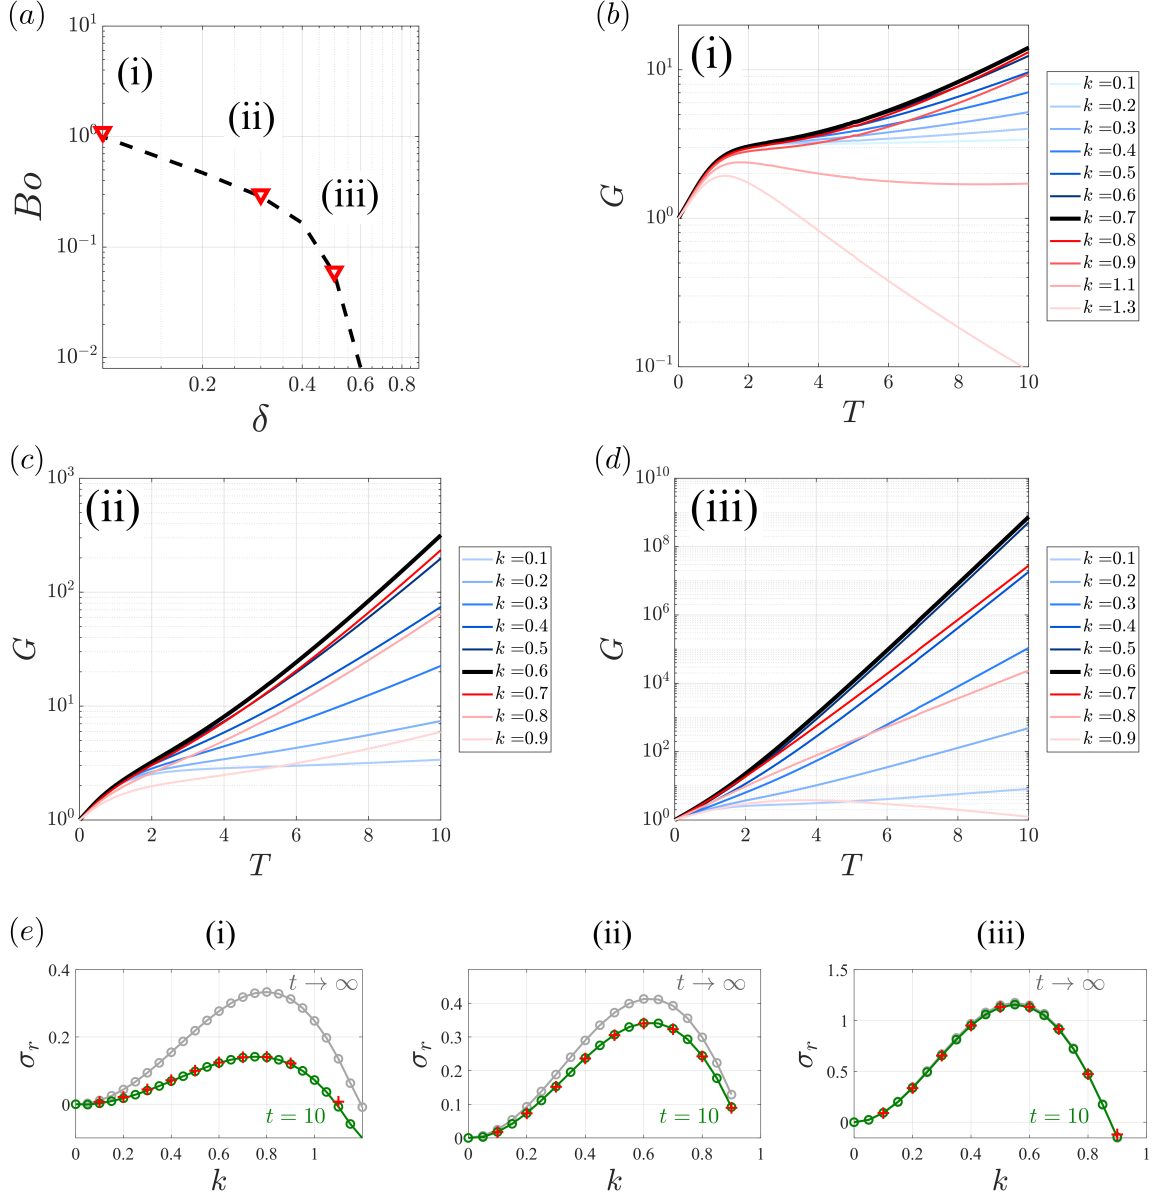 (a)
10^1
10^0
10^{-1}
10^{-2}
Bo
(i)
(ii)
(iii)
0.2 0.4 0.6 0.8
δ
(b)
(i)
10^1
10^0
10^{-1}
G
0 2 4 6 8 10
T
k =0.1
k =0.2
k =0.3
k =0.4
k =0.5
k =0.6
k =0.7
k =0.8
k =0.9
k =1.1
k =1.3
(c)
(ii)
10^3
10^2
10^1
10^0
G
0 2 4 6 8 10
T
k =0.1
k =0.2
k =0.3
k =0.4
k =0.5
k =0.6
k =0.7
k =0.8
k =0.9
(d)
(iii)
10^{10}
10^8
10^6
10^4
10^2
10^0
G
0 2 4 6 8 10
T
k =0.1
k =0.2
k =0.3
k =0.4
k =0.5
k =0.6
k =0.7
k =0.8
k =0.9
(e)
(i)
0.4
0.2
0
σ_r
t → ∞
t = 10
0 0.2 0.4 0.6 0.8 1
k
(ii)
0.5
0.4
0.3
0.2
0.1
0
σ_r
t → ∞
t = 10
0 0.2 0.4 0.6 0.8 1
k
(iii)
1.5
1
0.5
0
σ_r
t → ∞
t = 10
0 0.2 0.4 0.6 0.8 1
k